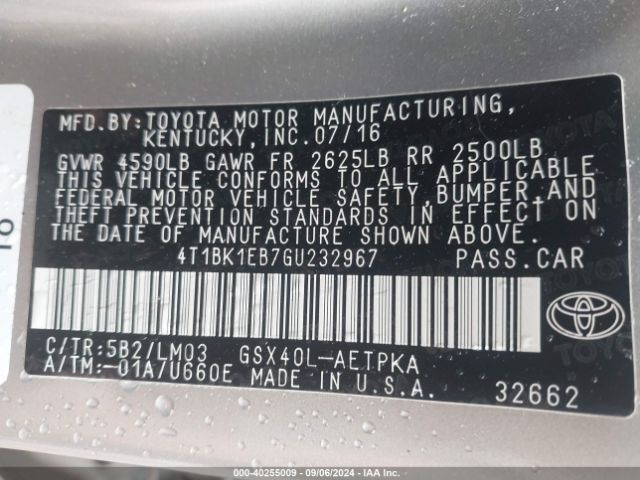 MFD.BY:TOYOTA MOTOR MANUFACTURING,
KENTUCKY,INC.07/16
GVWR 4590LB GAWR FR 2625LB RR 2500LB
THIS VEHICLE CONFORMS TO ALL APPLICABLE
FEDERAL MOTOR VEHICLE SAFETY,BUMPER,AND
THEFT PREVENTION STANDARDS IN EFFECT ON
THE DATE OF MANUFACTURE SHOWN ABOVE.
4T1BK1EB7GU232967 PASS.CAR
C/TR:5B2/LM03 GSX40L-AETPKA
A/TM:-01A/U660E MADE IN U.S.A.
32662
TOYOTA
10
000-40255009 - 09/06/2024 - IAA Inc.